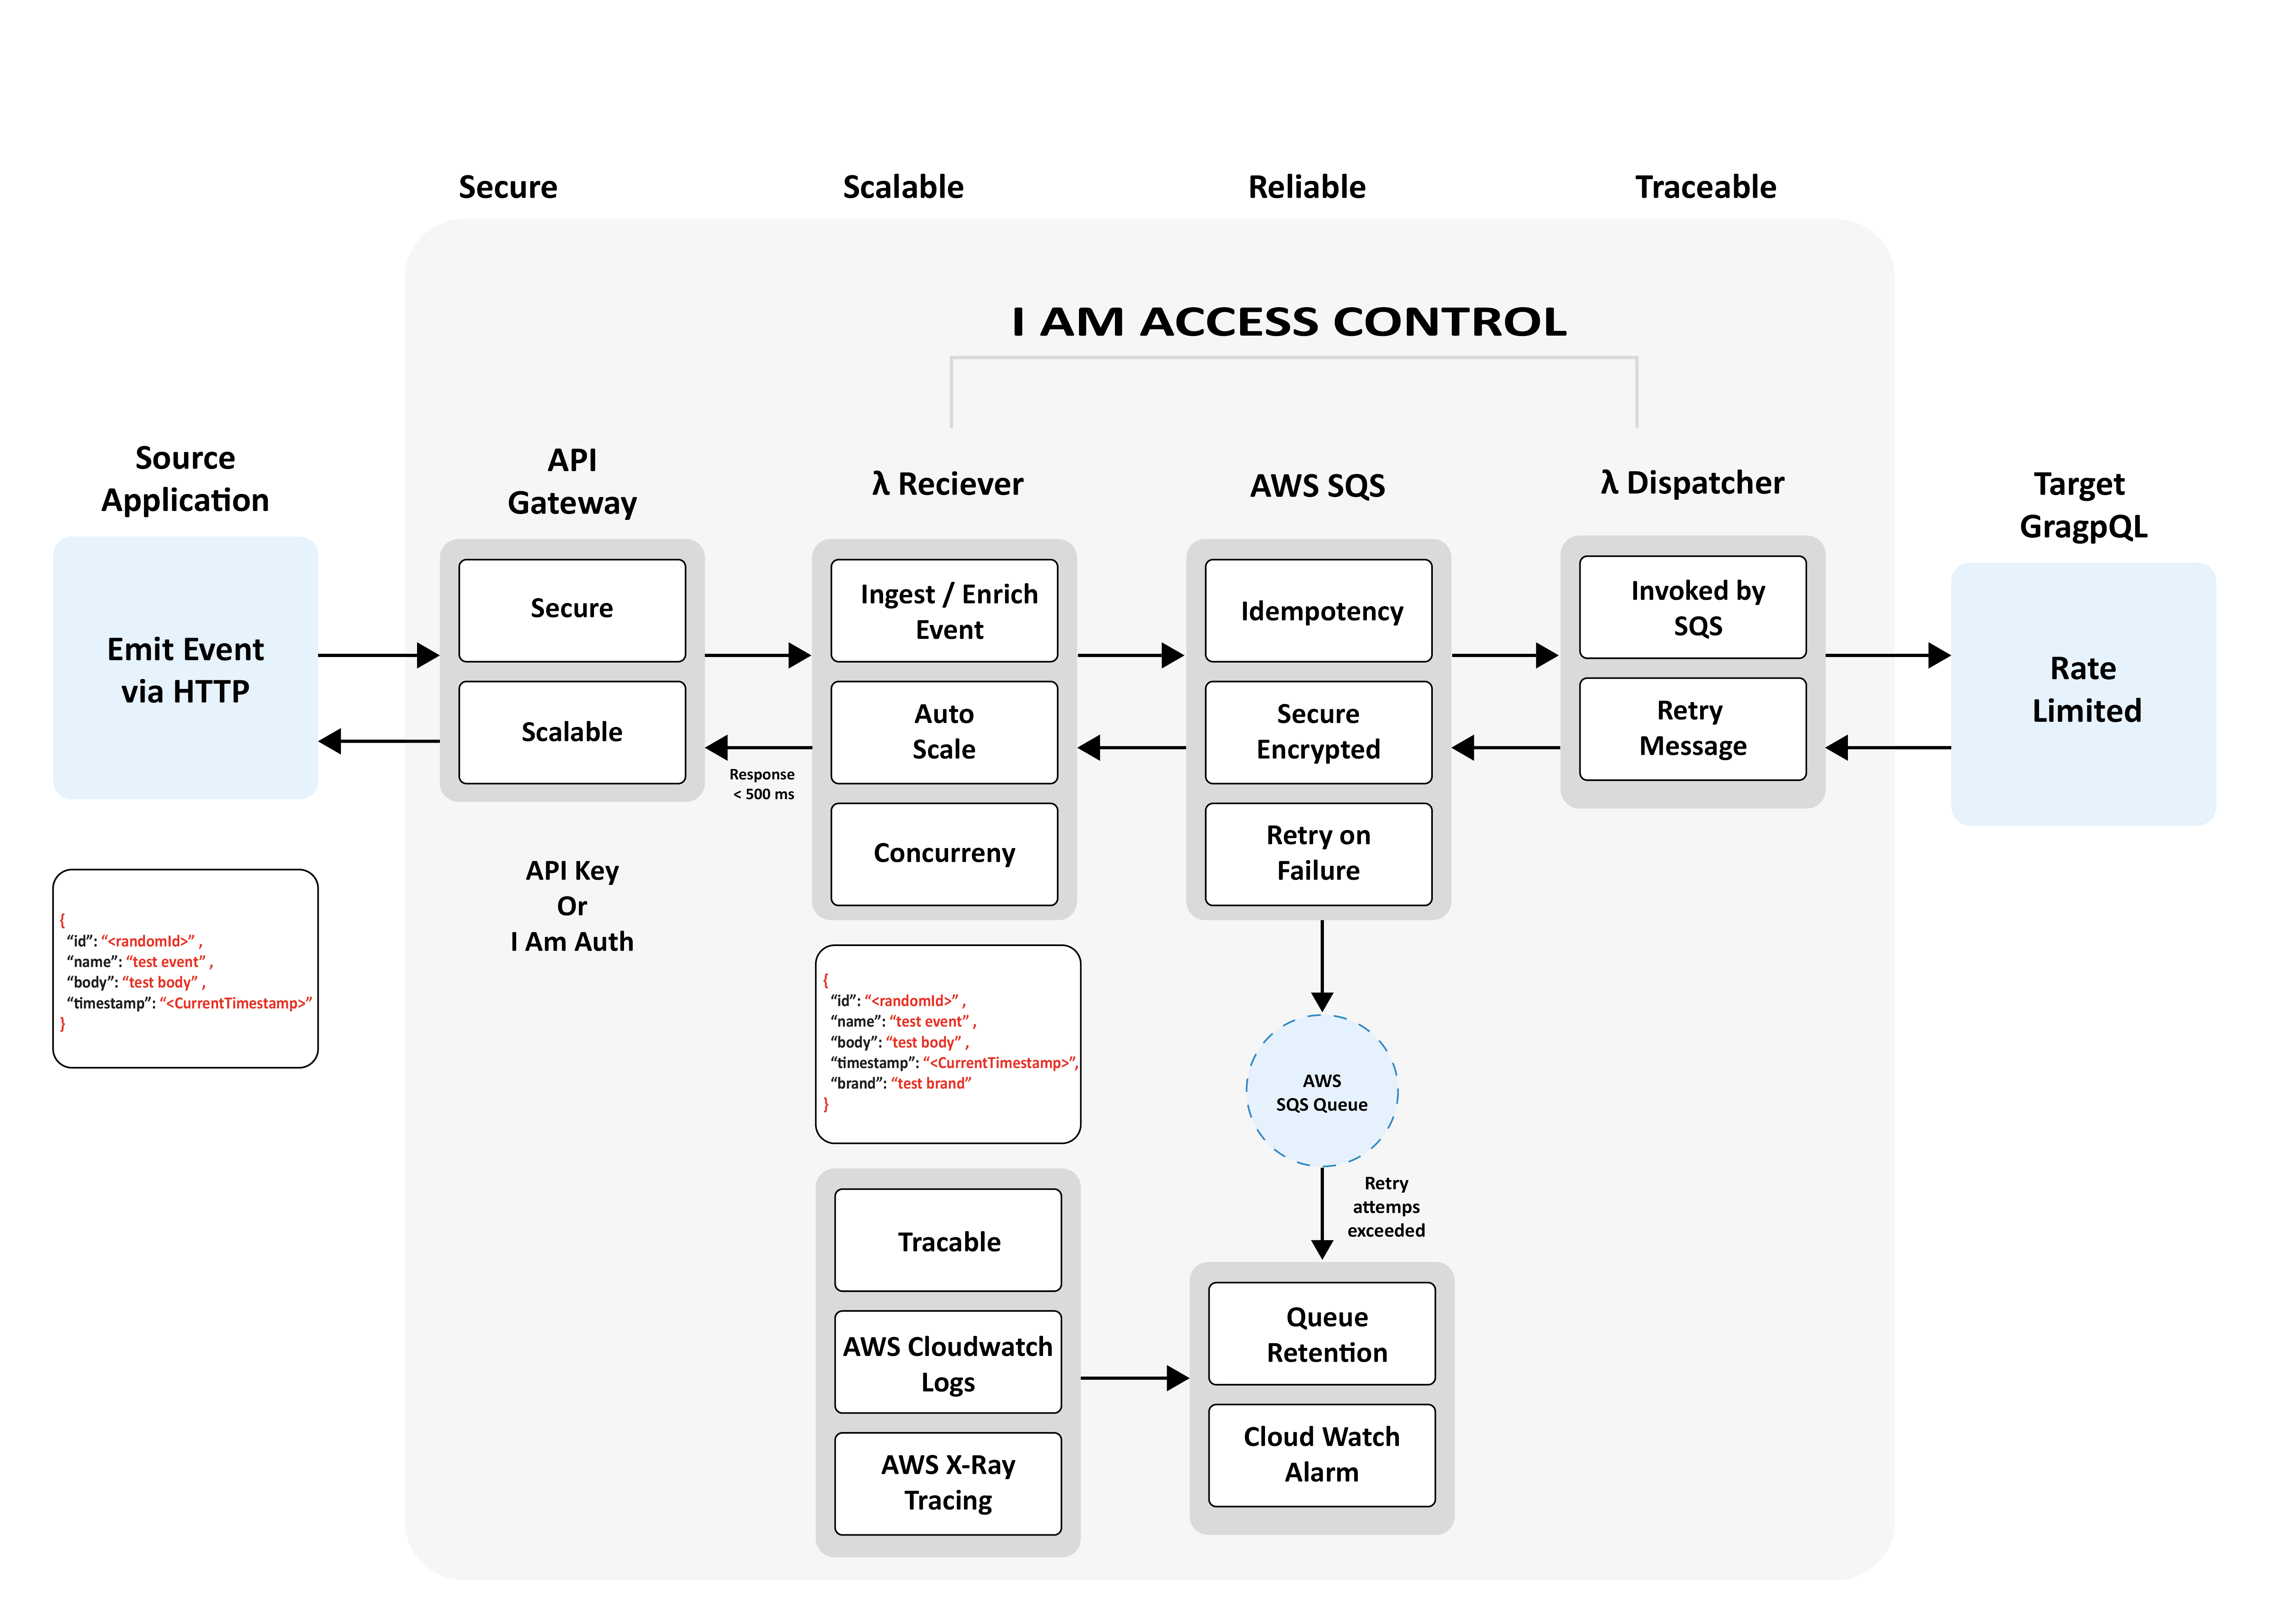 Secure
Scalable
Reliable
Traceable
I AM ACCESS CONTROL
Source
Application
Emit Event
via HTTP
{
“id”: “<randomId>” ,
“name”: “test event” ,
“body”: “test body” ,
“timestamp”: “<CurrentTimestamp>”
}
API
Gateway
Secure
Scalable
API Key
Or
I Am Auth
Response
< 500 ms
λ Reciever
Ingest / Enrich
Event
Auto
Scale
Concurreny
{
“id”: “<randomId>” ,
“name”: “test event” ,
“body”: “test body” ,
“timestamp”: “<CurrentTimestamp>”,
“brand”: “test brand”
}
Tracable
AWS Cloudwatch
Logs
AWS X-Ray
Tracing
AWS SQS
Idempotency
Secure
Encrypted
Retry on
Failure
AWS
SQS Queue
Retry
attemps
exceeded
Queue
Retention
Cloud Watch
Alarm
λ Dispatcher
Invoked by
SQS
Retry
Message
Target
GragpQL
Rate
Limited